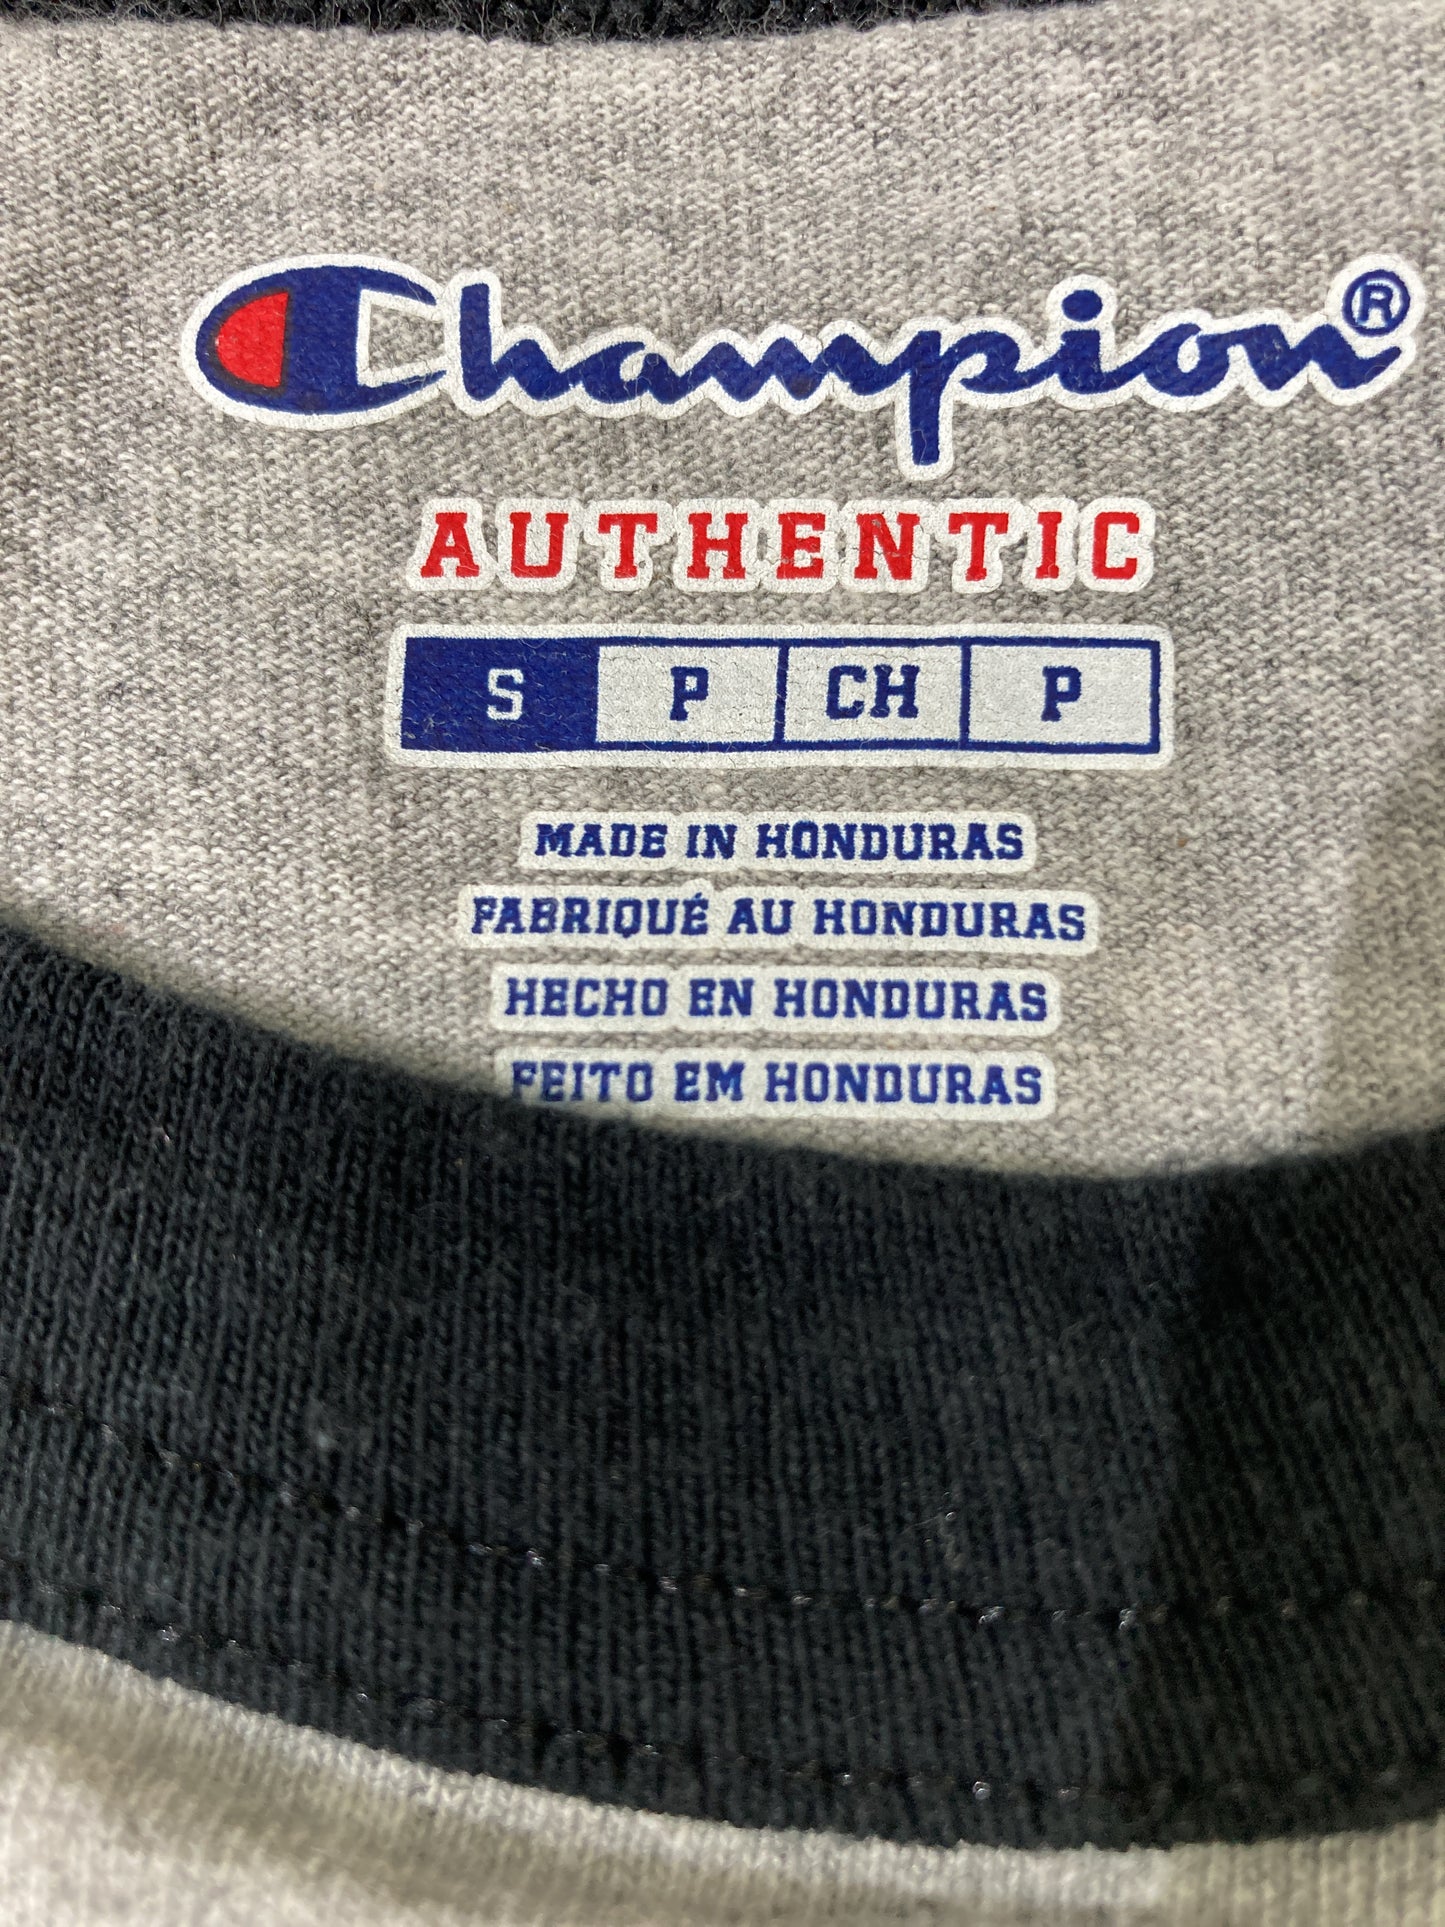 Champion®
AUTHENTIC
S P CH P
MADE IN HONDURAS
FABRIQUÉ AU HONDURAS
HECHO EN HONDURAS
FEITO EM HONDURAS